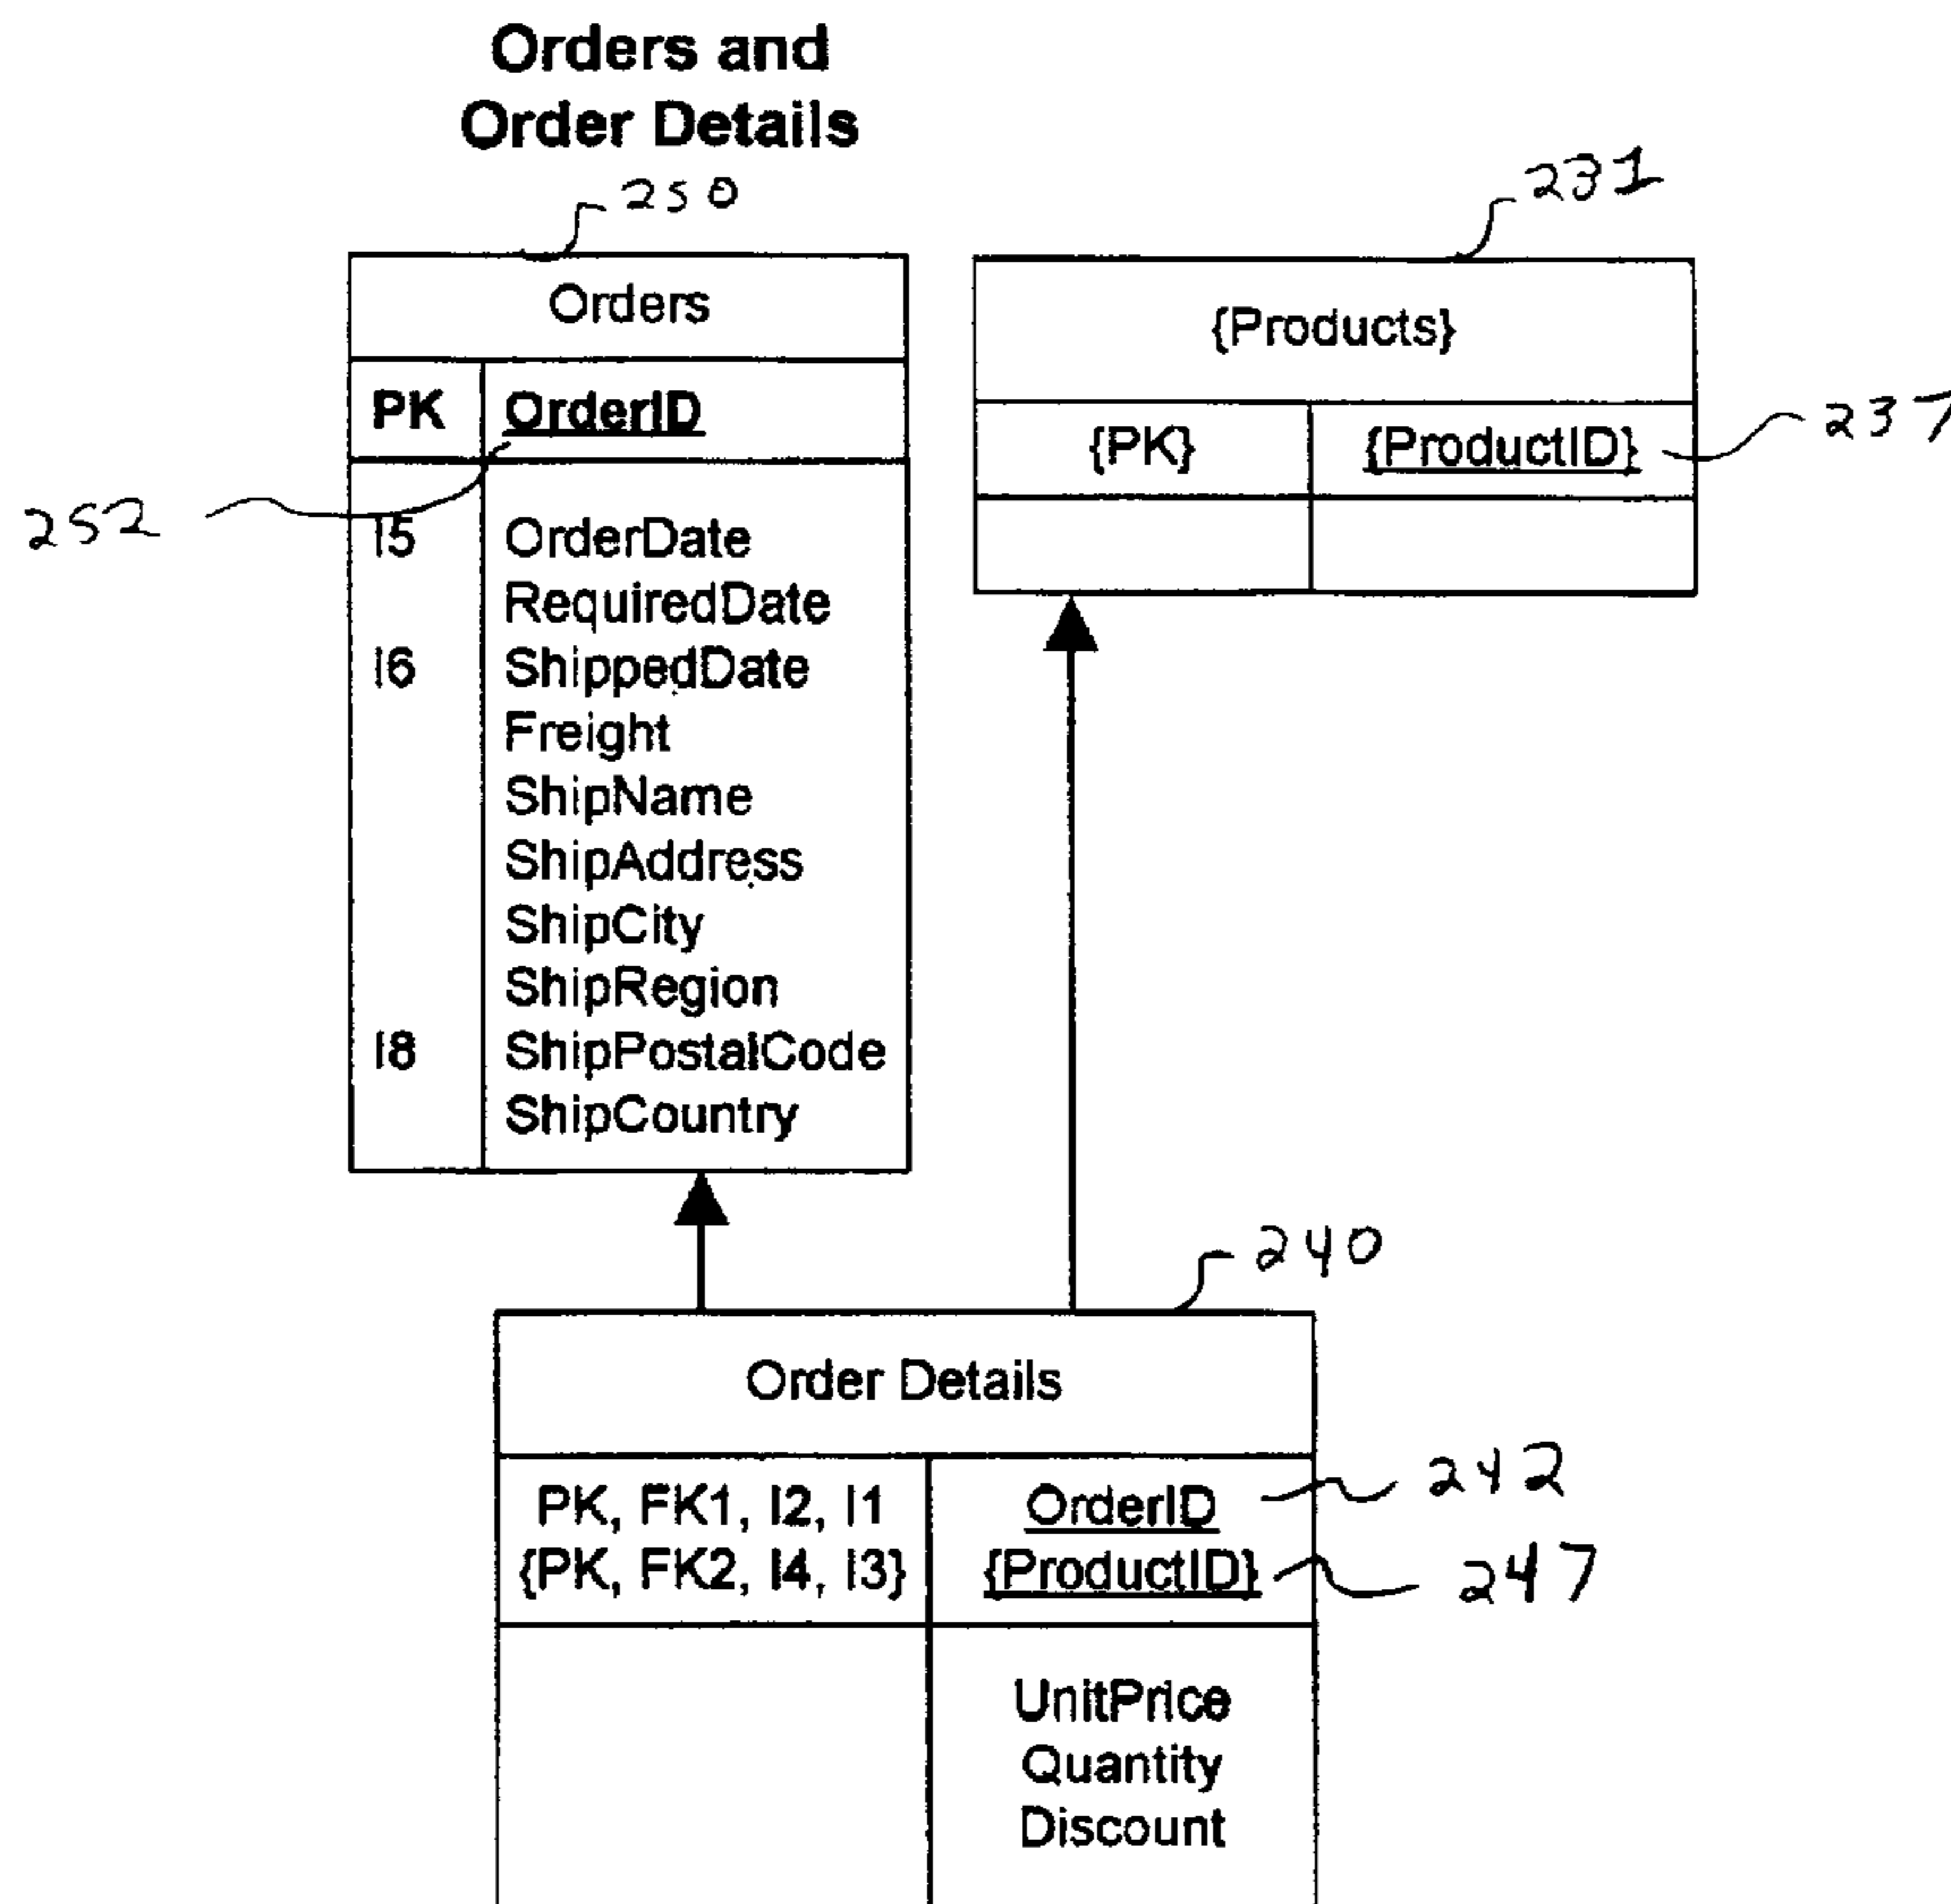 Orders and
Order Details
250
Orders
PK OrderID
252
I5 OrderDate
RequiredDate
I6 ShippedDate
Freight
ShipName
ShipAddress
ShipCity
ShipRegion
I8 ShipPostalCode
ShipCountry
231
{Products}
{PK} {ProductID}
237
240
Order Details
PK, FK1, I2, I1 OrderID
242
{PK, FK2, I4, I3} {ProductID}
247
UnitPrice
Quantity
Discount